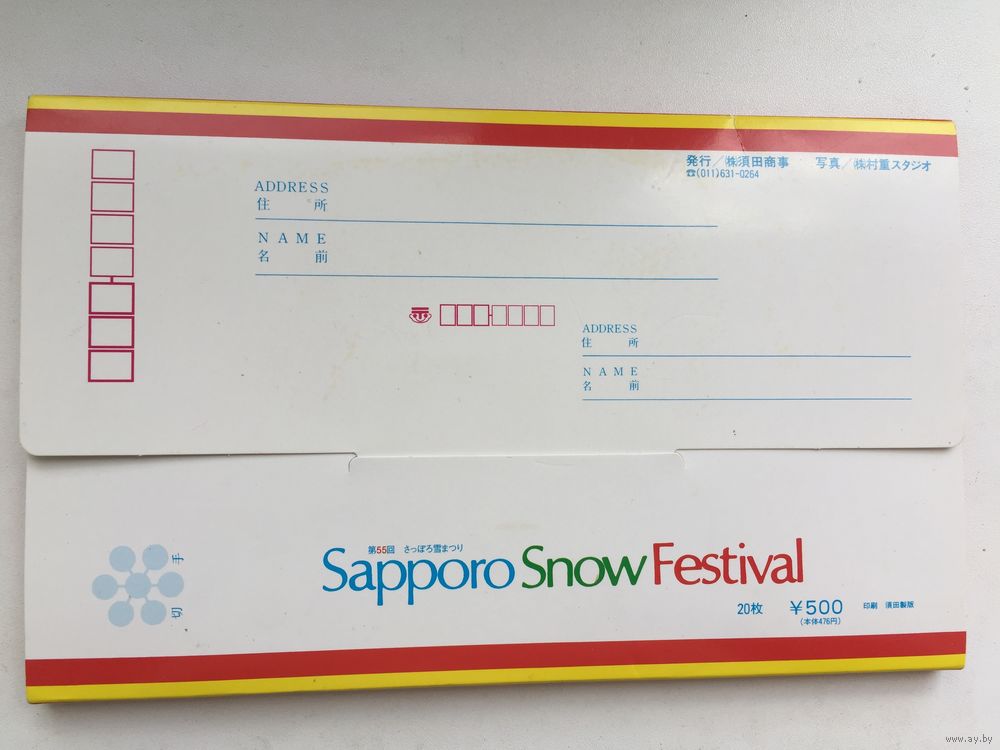 発行／㈱須田商事　写真／㈱村重スタジオ
☎(011)631-0264
ADDRESS
住　所
NAME
名　前
ADDRESS
住　所
NAME
名　前
切手
第55回　さっぽろ雪まつり
Sapporo Snow Festival
20枚　￥500　印刷　須田製版
(本体476円)
www.ay.by